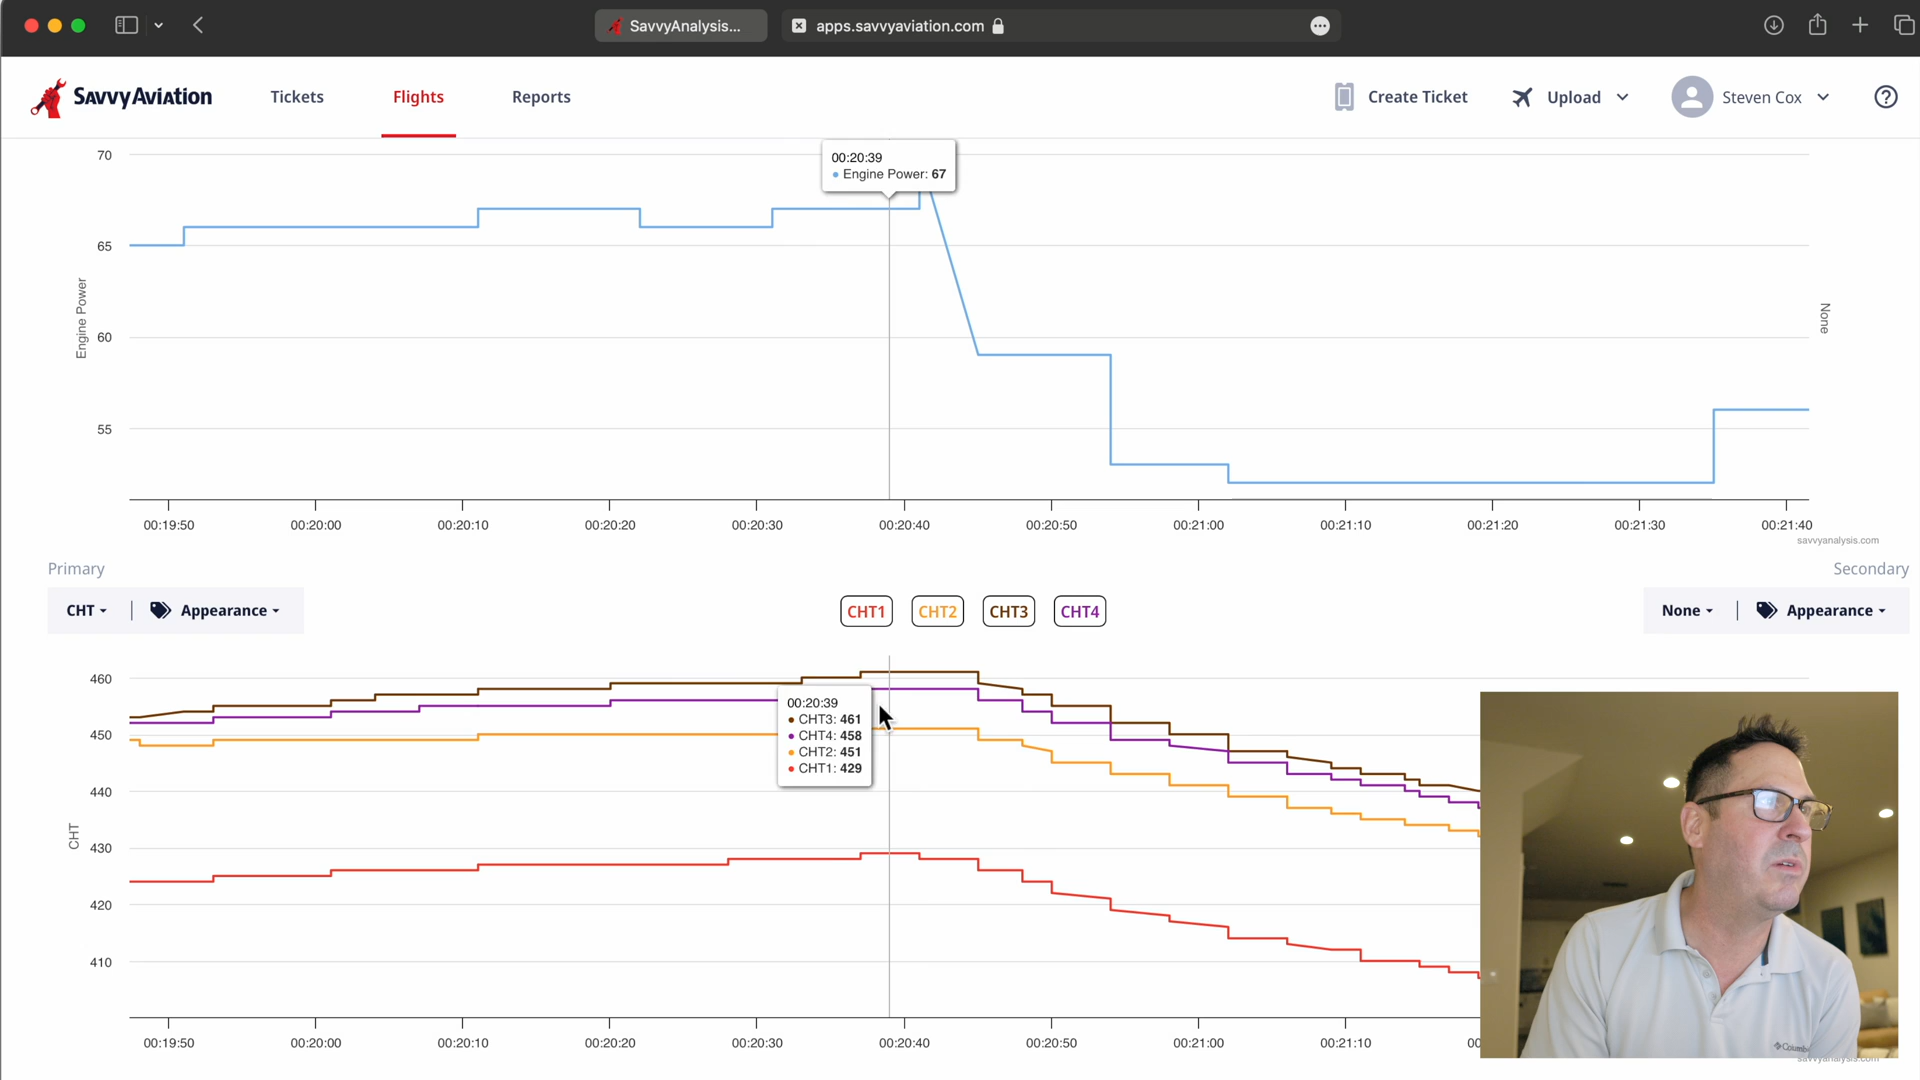 SavvyAnalysis...
apps.savvyaviation.com
SAVVYAVIATION
Tickets
Flights
Reports
Create Ticket
Upload
Steven Cox
00:20:39
Engine Power: 67
70
65
60
55
Engine Power
None
00:19:50
00:20:00
00:20:10
00:20:20
00:20:30
00:20:40
00:20:50
00:21:00
00:21:10
00:21:20
00:21:30
00:21:40
savvyanalysis.com
Primary
Secondary
CHT
Appearance
CHT1
CHT2
CHT3
CHT4
None
Appearance
460
450
440
430
420
410
CHT
00:20:39
CHT3: 461
CHT4: 458
CHT2: 451
CHT1: 429
00:19:50
00:20:00
00:20:10
00:20:20
00:20:30
00:20:40
00:20:50
00:21:00
00:21:10
00